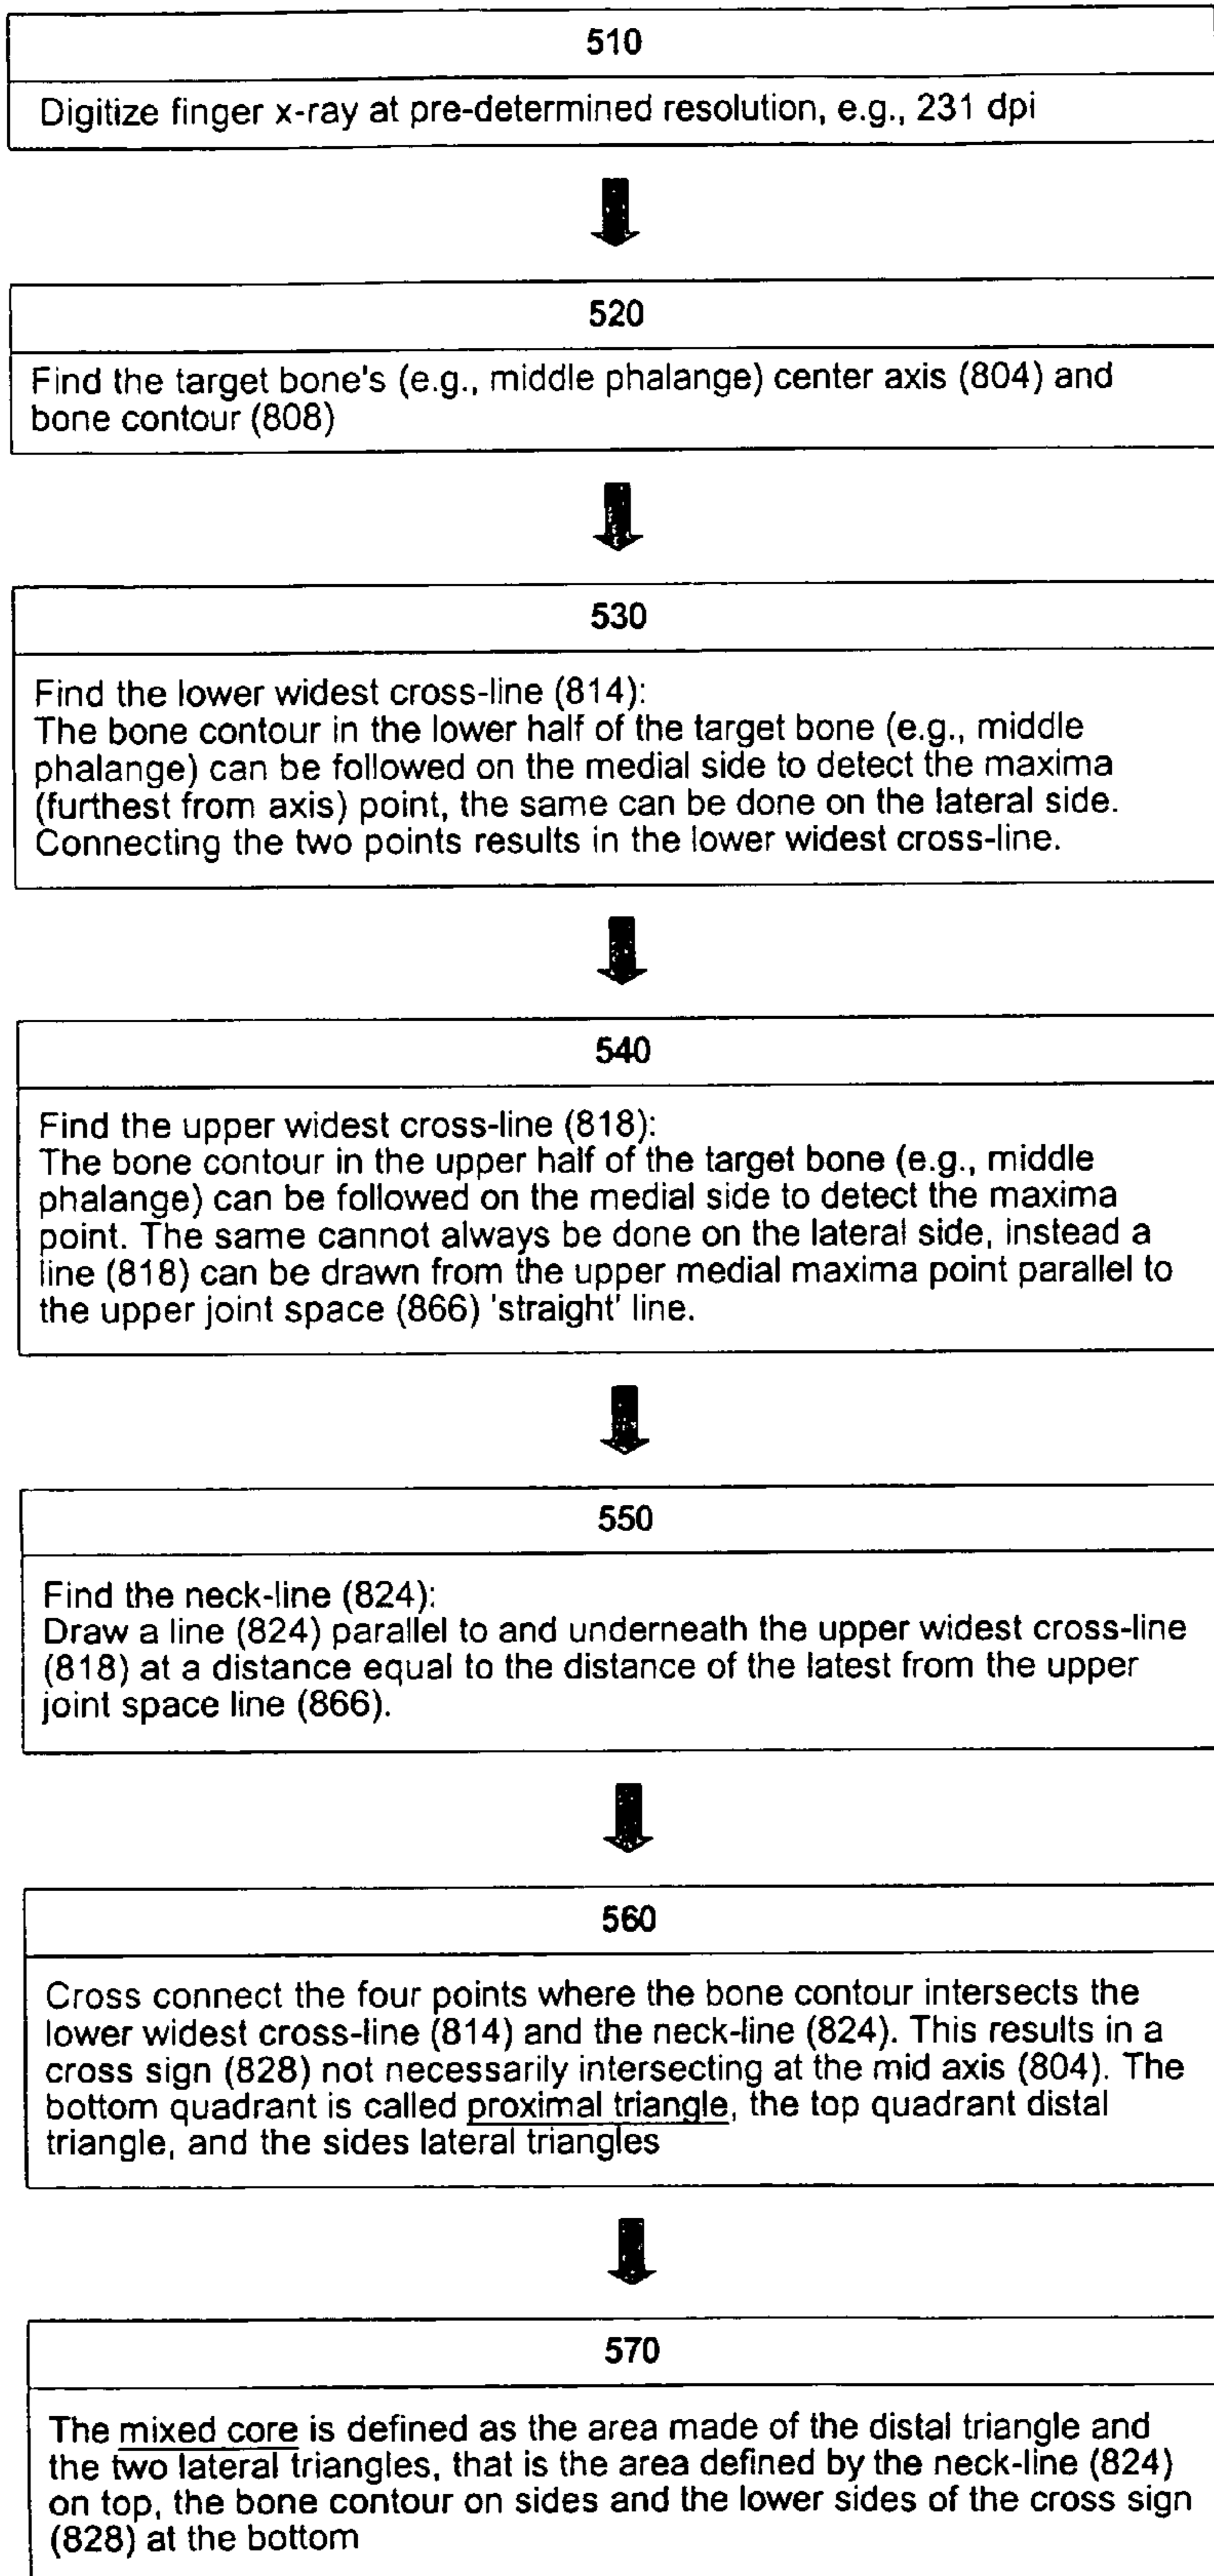 510
Digitize finger x-ray at pre-determined resolution, e.g., 231 dpi
520
Find the target bone's (e.g., middle phalange) center axis (804) and
bone contour (808)
530
Find the lower widest cross-line (814):
The bone contour in the lower half of the target bone (e.g., middle
phalange) can be followed on the medial side to detect the maxima
(furthest from axis) point, the same can be done on the lateral side.
Connecting the two points results in the lower widest cross-line.
540
Find the upper widest cross-line (818):
The bone contour in the upper half of the target bone (e.g., middle
phalange) can be followed on the medial side to detect the maxima
point. The same cannot always be done on the lateral side, instead a
line (818) can be drawn from the upper medial maxima point parallel to
the upper joint space (866) 'straight' line.
550
Find the neck-line (824):
Draw a line (824) parallel to and underneath the upper widest cross-line
(818) at a distance equal to the distance of the latest from the upper
joint space line (866).
560
Cross connect the four points where the bone contour intersects the
lower widest cross-line (814) and the neck-line (824). This results in a
cross sign (828) not necessarily intersecting at the mid axis (804). The
bottom quadrant is called proximal triangle, the top quadrant distal
triangle, and the sides lateral triangles
570
The mixed core is defined as the area made of the distal triangle and
the two lateral triangles, that is the area defined by the neck-line (824)
on top, the bone contour on sides and the lower sides of the cross sign
(828) at the bottom